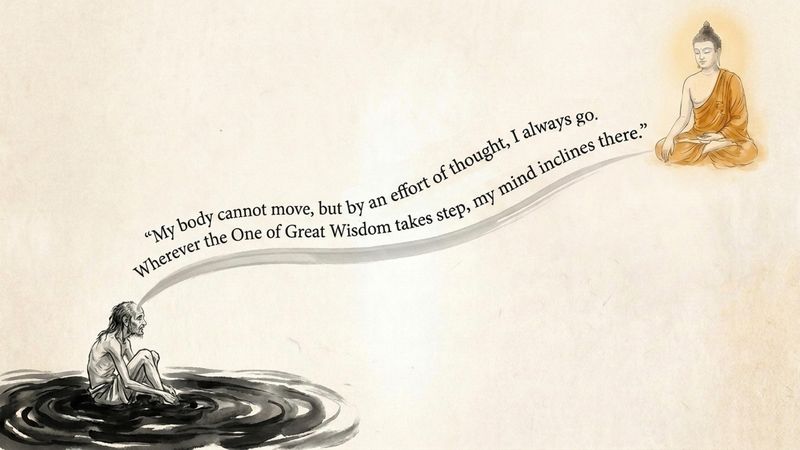 “My body cannot move, but by an effort of thought, I always go.
Wherever the One of Great Wisdom takes step, my mind inclines there.”